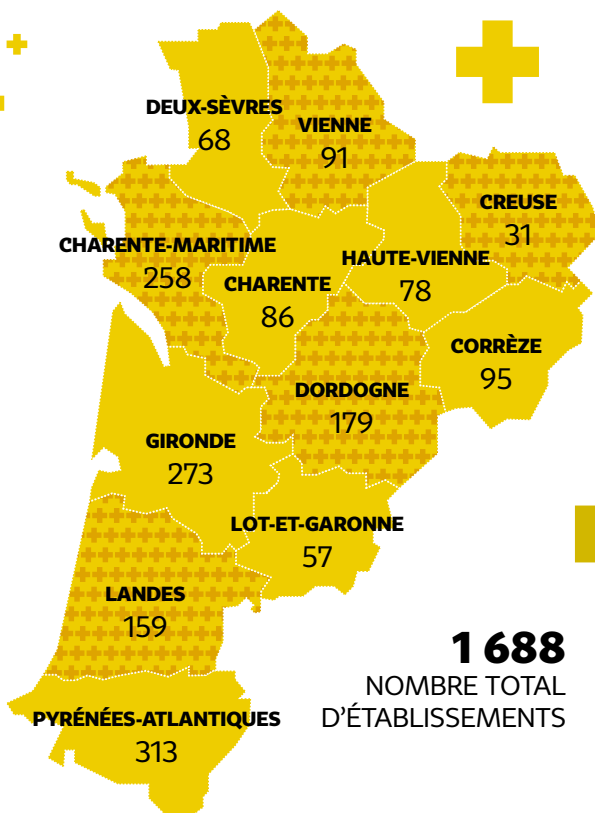 DEUX-SÈVRES
68
VIENNE
91
CREUSE
31
CHARENTE-MARITIME
258
CHARENTE
86
HAUTE-VIENNE
78
CORRÈZE
95
DORDOGNE
179
GIRONDE
273
LOT-ET-GARONNE
57
LANDES
159
PYRÉNÉES-ATLANTIQUES
313
1 688
NOMBRE TOTAL
D'ÉTABLISSEMENTS